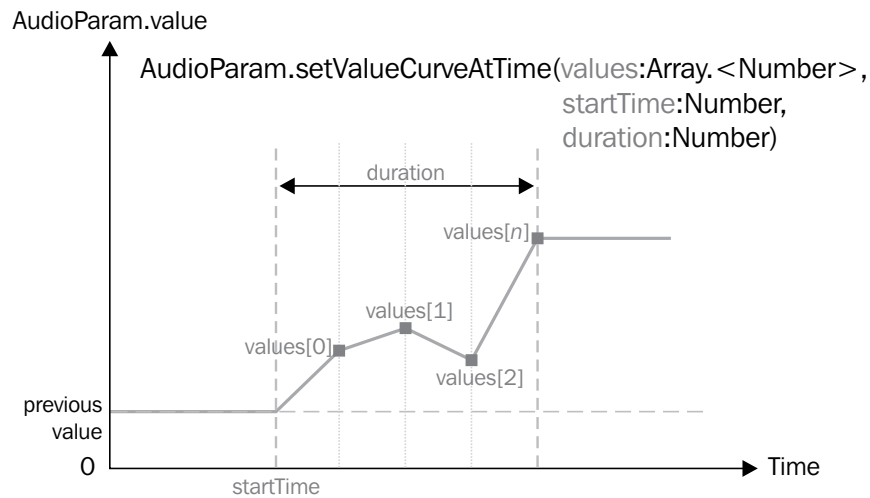 AudioParam.value
AudioParam.setValueCurveAtTime(values:Array.<Number>,
startTime:Number,
duration:Number)
duration
values[n]
values[1]
values[0]
values[2]
previous
value
0
Time
startTime